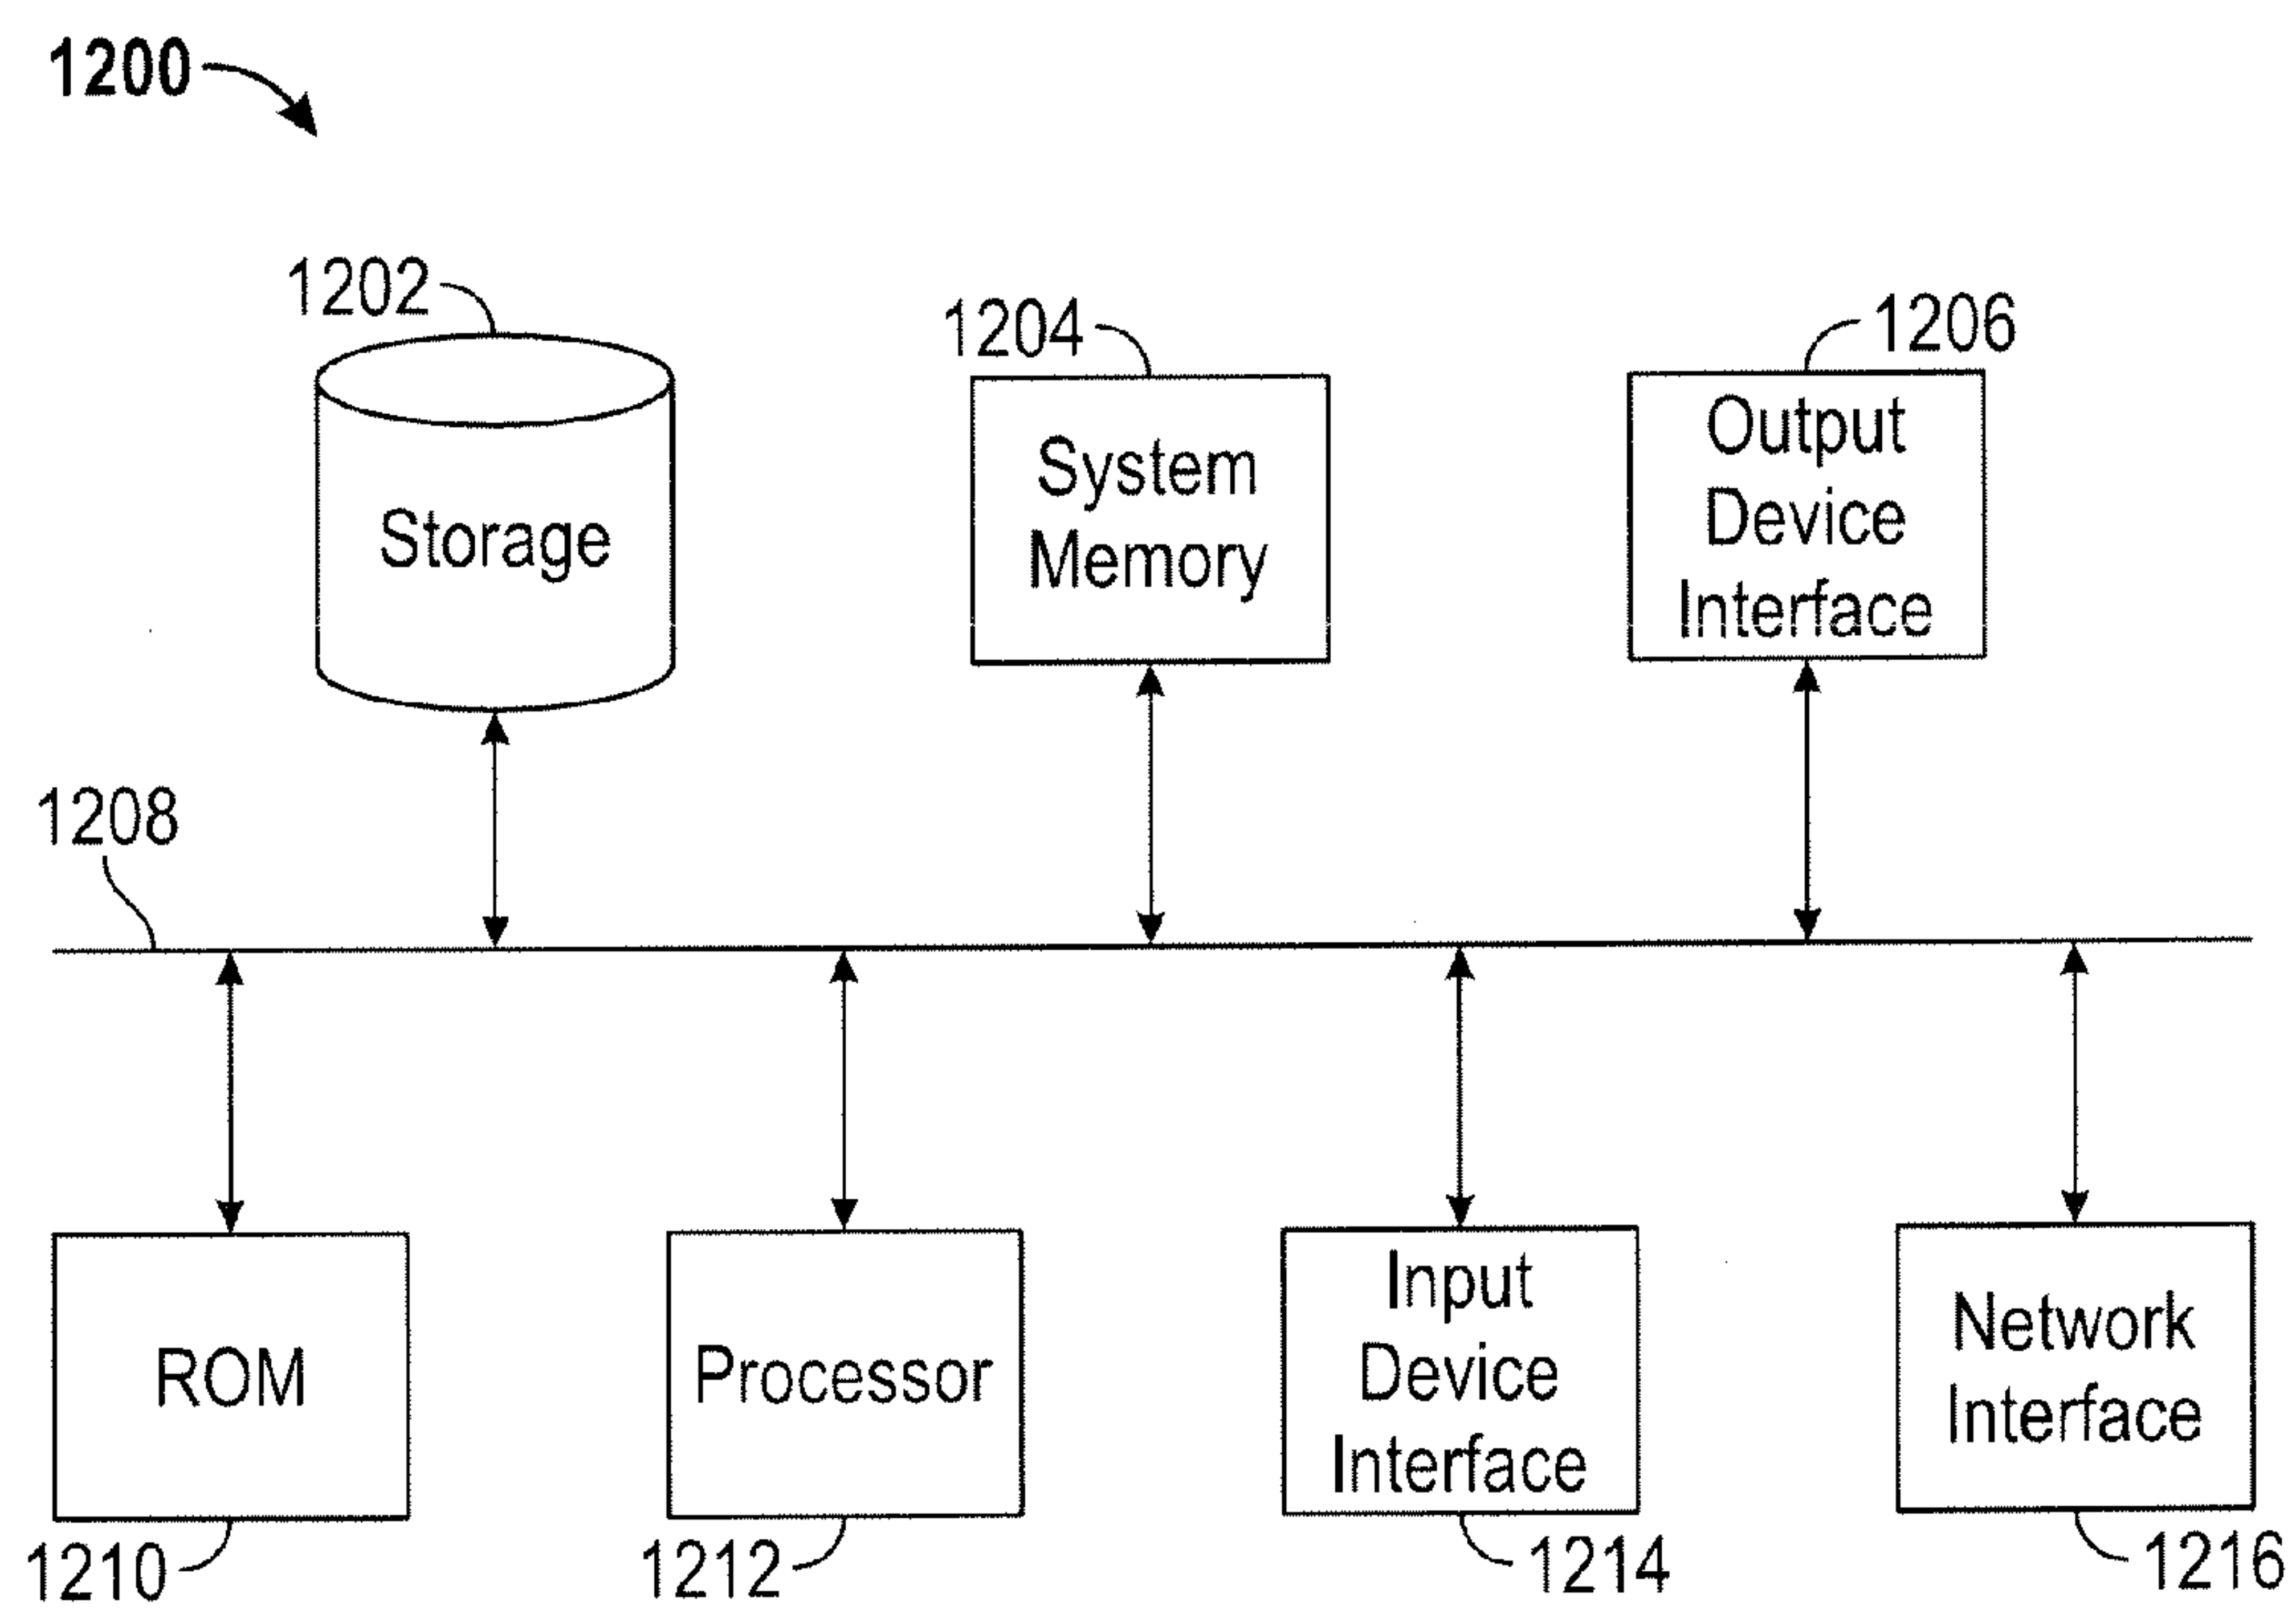 1200
1202
Storage
1204
System
Memory
1206
Output
Device
Interface
1208
ROM
1210
Processor
1212
Input
Device
Interface
1214
Network
Interface
1216